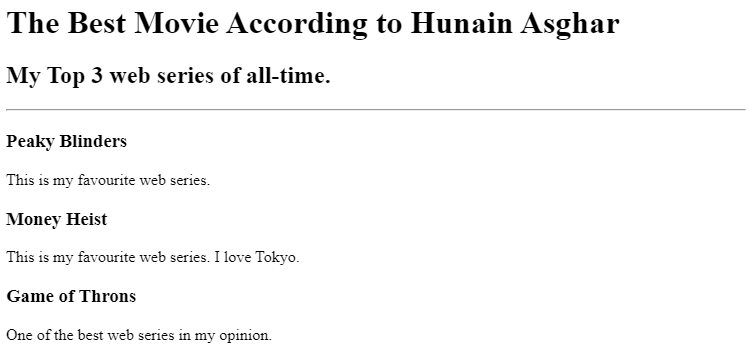 The Best Movie According to Hunain Asghar
My Top 3 web series of all-time.
Peaky Blinders
This is my favourite web series.
Money Heist
This is my favourite web series. I love Tokyo.
Game of Throns
One of the best web series in my opinion.